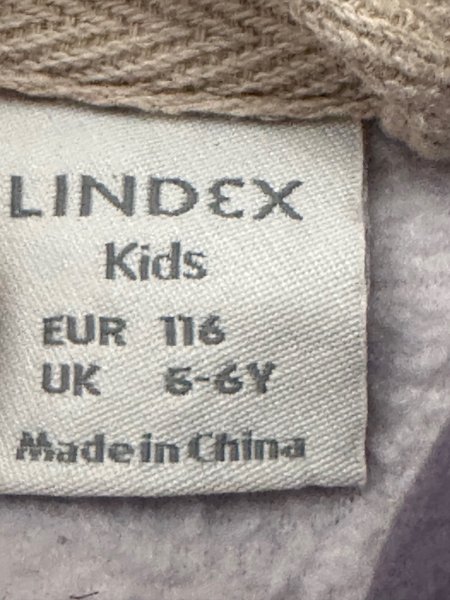 LINDEX
Kids
EUR 116
UK 5-6Y
Made in China